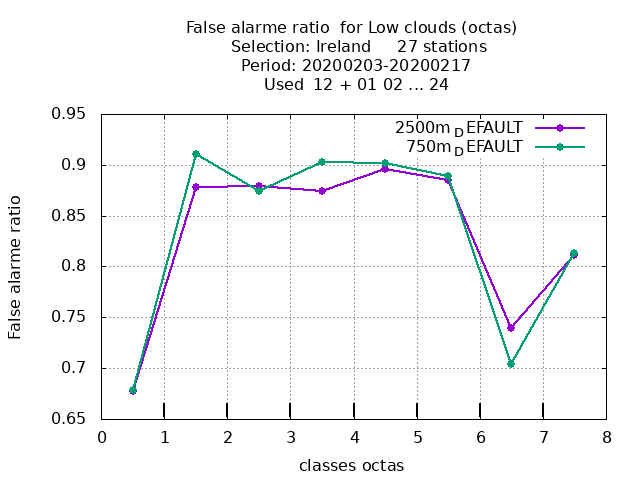 False alarme ratio  for Low clouds (octas)
Selection: Ireland     27 stations
Period: 20200203-20200217
Used  12 + 01 02 ... 24
2500m_DEFAULT
750m_DEFAULT
0.95
0.9
0.85
0.8
0.75
0.7
0.65
False alarme ratio
0 1 2 3 4 5 6 7 8
classes octas